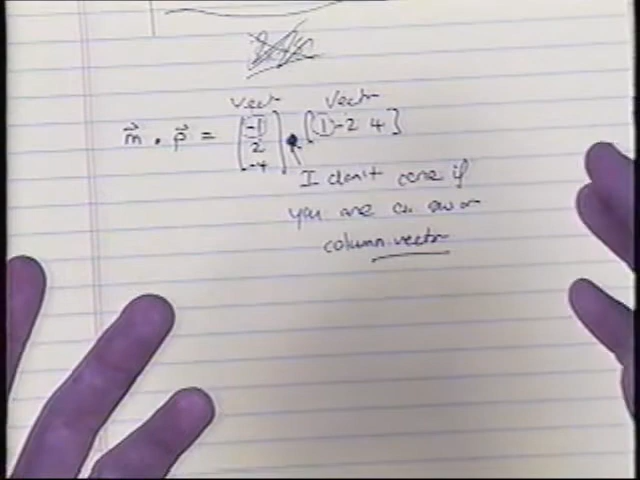 vect vect
m⃗ . p⃗ = [-1 2 -4] • [1 -2 4]
I don't care if
you are a row or
column vector